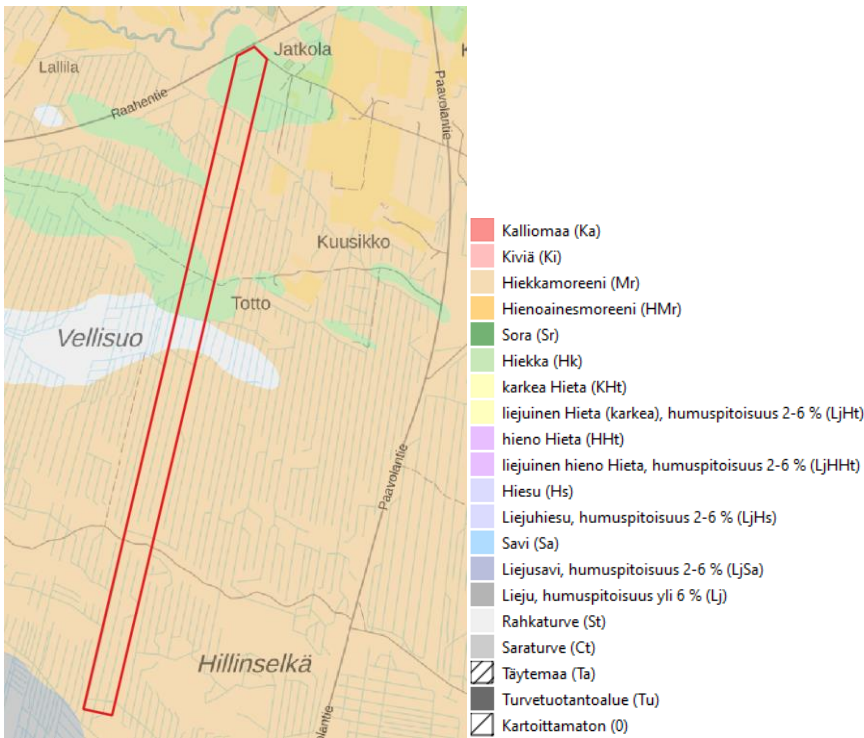 Jatkola
K
Lallila
Raahentie
Paavolantie
Kuusikko
Totto
Vellisuo
Paavolantie
Hillinselkä
lantie
Kalliomaa (Ka)
Kiviä (Ki)
Hiekkamoreeni (Mr)
Hienoainesmoreeni (HMr)
Sora (Sr)
Hiekka (Hk)
karkea Hieta (KHt)
liejuinen Hieta (karkea), humuspitoisuus 2-6 % (LjHt)
hieno Hieta (HHt)
liejuinen hieno Hieta, humuspitoisuus 2-6 % (LjHHt)
Hiesu (Hs)
Liejuhiesu, humuspitoisuus 2-6 % (LjHs)
Savi (Sa)
Liejusavi, humuspitoisuus 2-6 % (LjSa)
Lieju, humuspitoisuus yli 6 % (Lj)
Rahkaturve (St)
Saraturve (Ct)
Täytemaa (Ta)
Turvetuotantoalue (Tu)
Kartoittamaton (0)